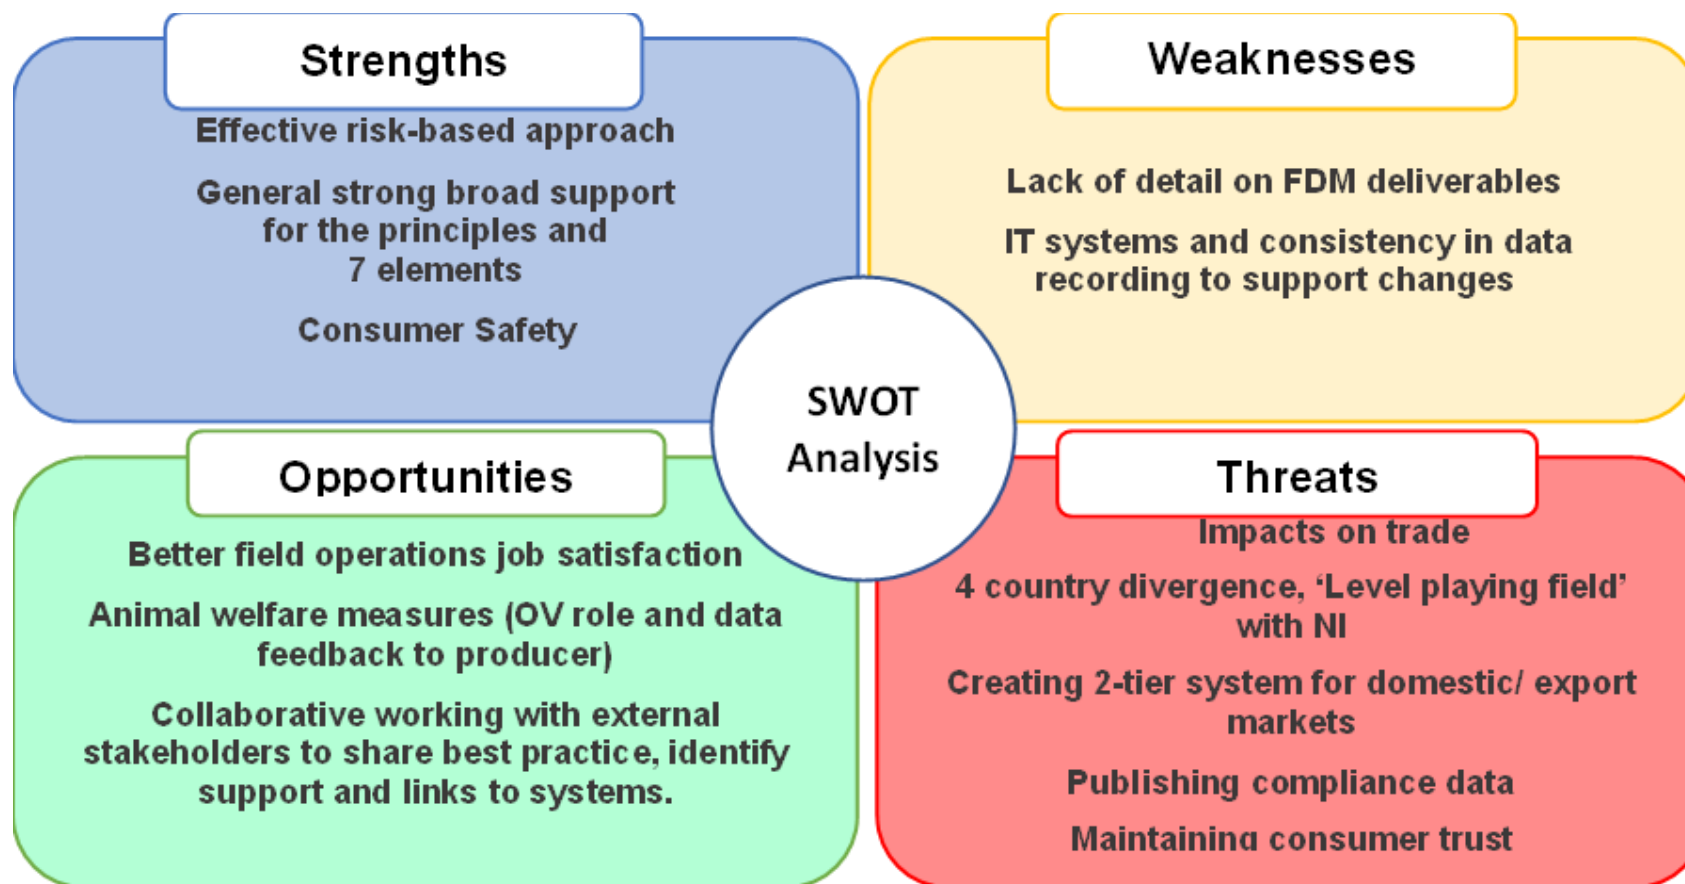 Strengths
Effective risk-based approach
General strong broad support
for the principles and
7 elements
Consumer Safety
Weaknesses
Lack of detail on FDM deliverables
IT systems and consistency in data
recording to support changes
SWOT
Analysis
Opportunities
Better field operations job satisfaction
Animal welfare measures (OV role and data
feedback to producer)
Collaborative working with external
stakeholders to share best practice, identify
support and links to systems.
Threats
Impacts on trade
4 country divergence, ‘Level playing field’
with NI
Creating 2-tier system for domestic/ export
markets
Publishing compliance data
Maintaining consumer trust